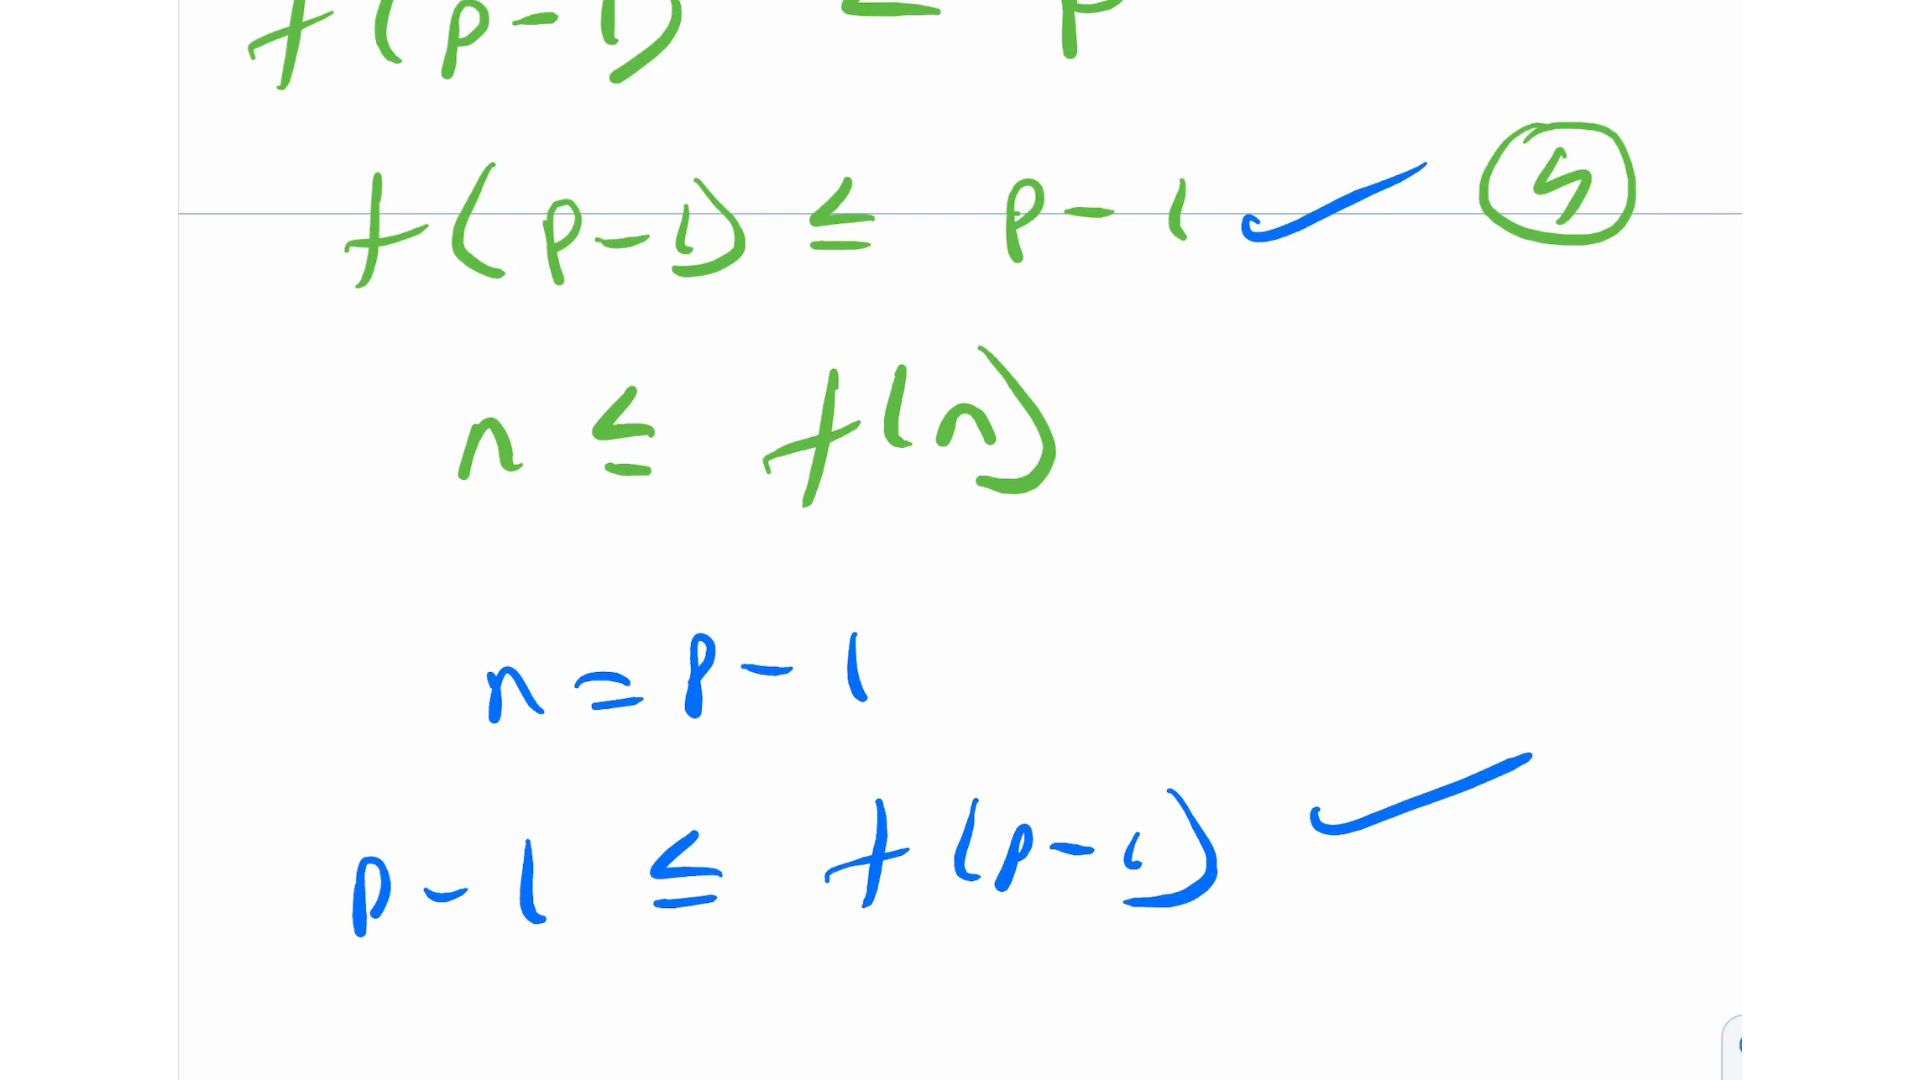 f(p-1) ≤ p
f(p-1) ≤ p-1 ✓ 5
n ≤ f(n)
n = p-1
p-1 ≤ f(p-1) ✓